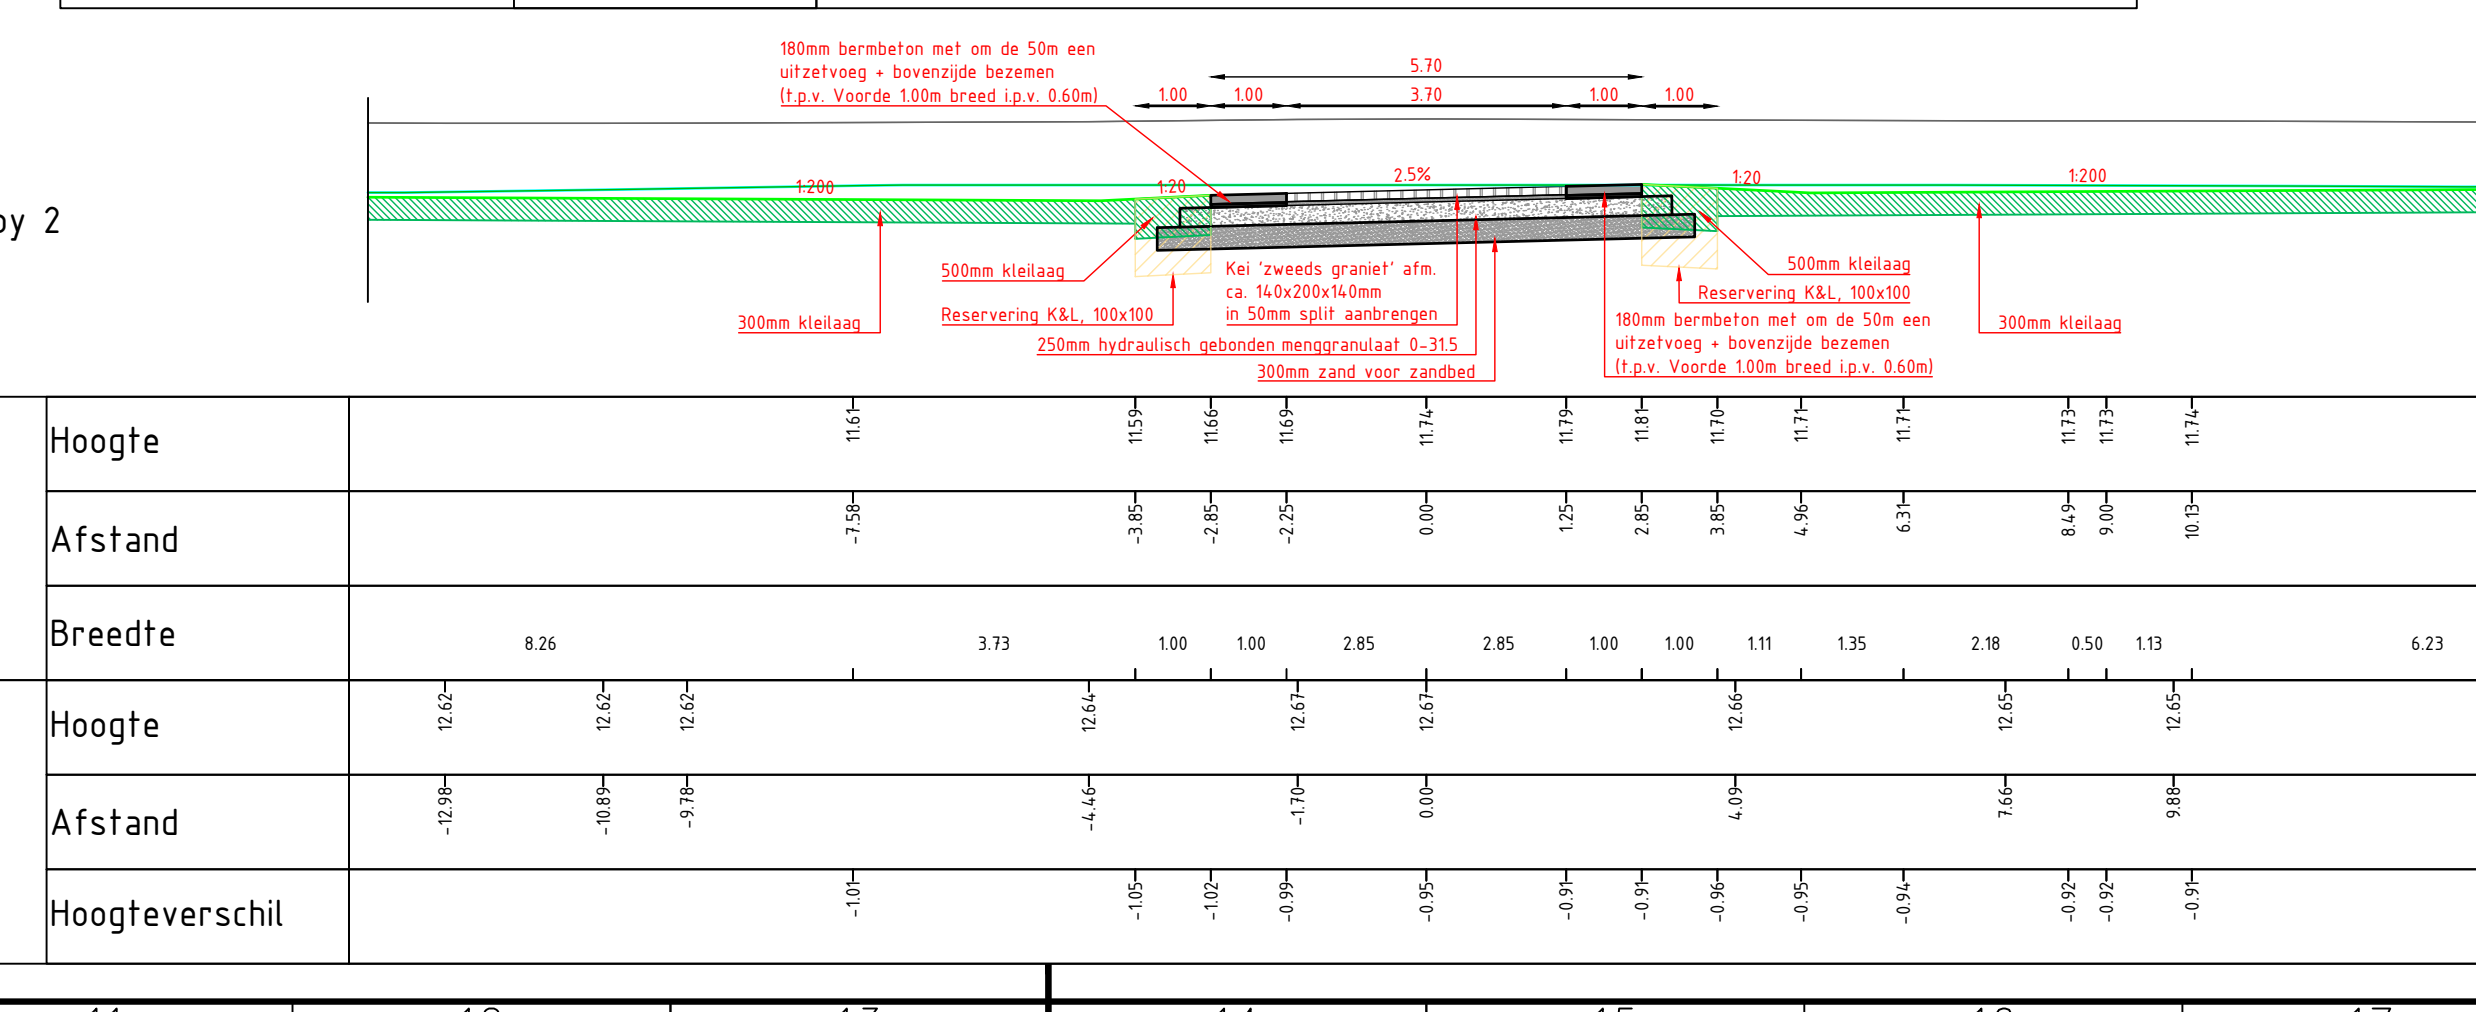 180mm bermbeton met om de 50m een
uitzetvoeg + bovenzijde bezemen
(t.p.v. Voorde 1.00m breed i.p.v. 0.60m)
5.70
1.00 1.00 3.70 1.00 1.00
1:200 1:20 2.5% 1:20 1:200
oy 2
500mm kleilaag
Reservering K&L, 100x100
300mm kleilaag
Kei 'zweeds graniet' afm.
ca. 140x200x140mm
in 50mm split aanbrengen
250mm hydraulisch gebonden menggranulaat 0-31.5
300mm zand voor zandbed
500mm kleilaag
Reservering K&L, 100x100
180mm bermbeton met om de 50m een
uitzetvoeg + bovenzijde bezemen
(t.p.v. Voorde 1.00m breed i.p.v. 0.60m)
300mm kleilaag
Hoogte 11.61 11.59 11.66 11.69 11.74 11.79 11.81 11.70 11.71 11.71 11.73 11.73 11.74
Afstand -7.58 -3.85 -2.85 -2.25 0.00 1.25 2.85 3.85 4.96 6.31 8.49 9.00 10.13
Breedte 8.26 3.73 1.00 1.00 2.85 2.85 1.00 1.00 1.11 1.35 2.18 0.50 1.13 6.23
Hoogte 12.62 12.62 12.62 12.64 12.67 12.67 12.66 12.65 12.65
Afstand -12.98 -10.89 -9.78 -4.46 -1.70 0.00 4.09 7.66 9.88
Hoogteverschil -1.01 -1.05 -1.02 -0.99 -0.95 -0.91 -0.91 -0.96 -0.95 -0.94 -0.92 -0.92 -0.91